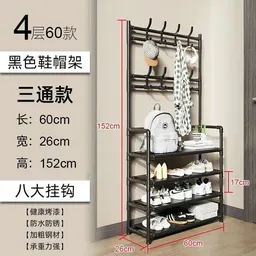 4层60款
黑色鞋帽架
三通款
长：60cm
宽：26cm
高：152cm
八大挂钩
【健康烤漆】
【防水防锈】
【加粗钢材】
【承重力强】
152cm
17cm
26cm
60cm